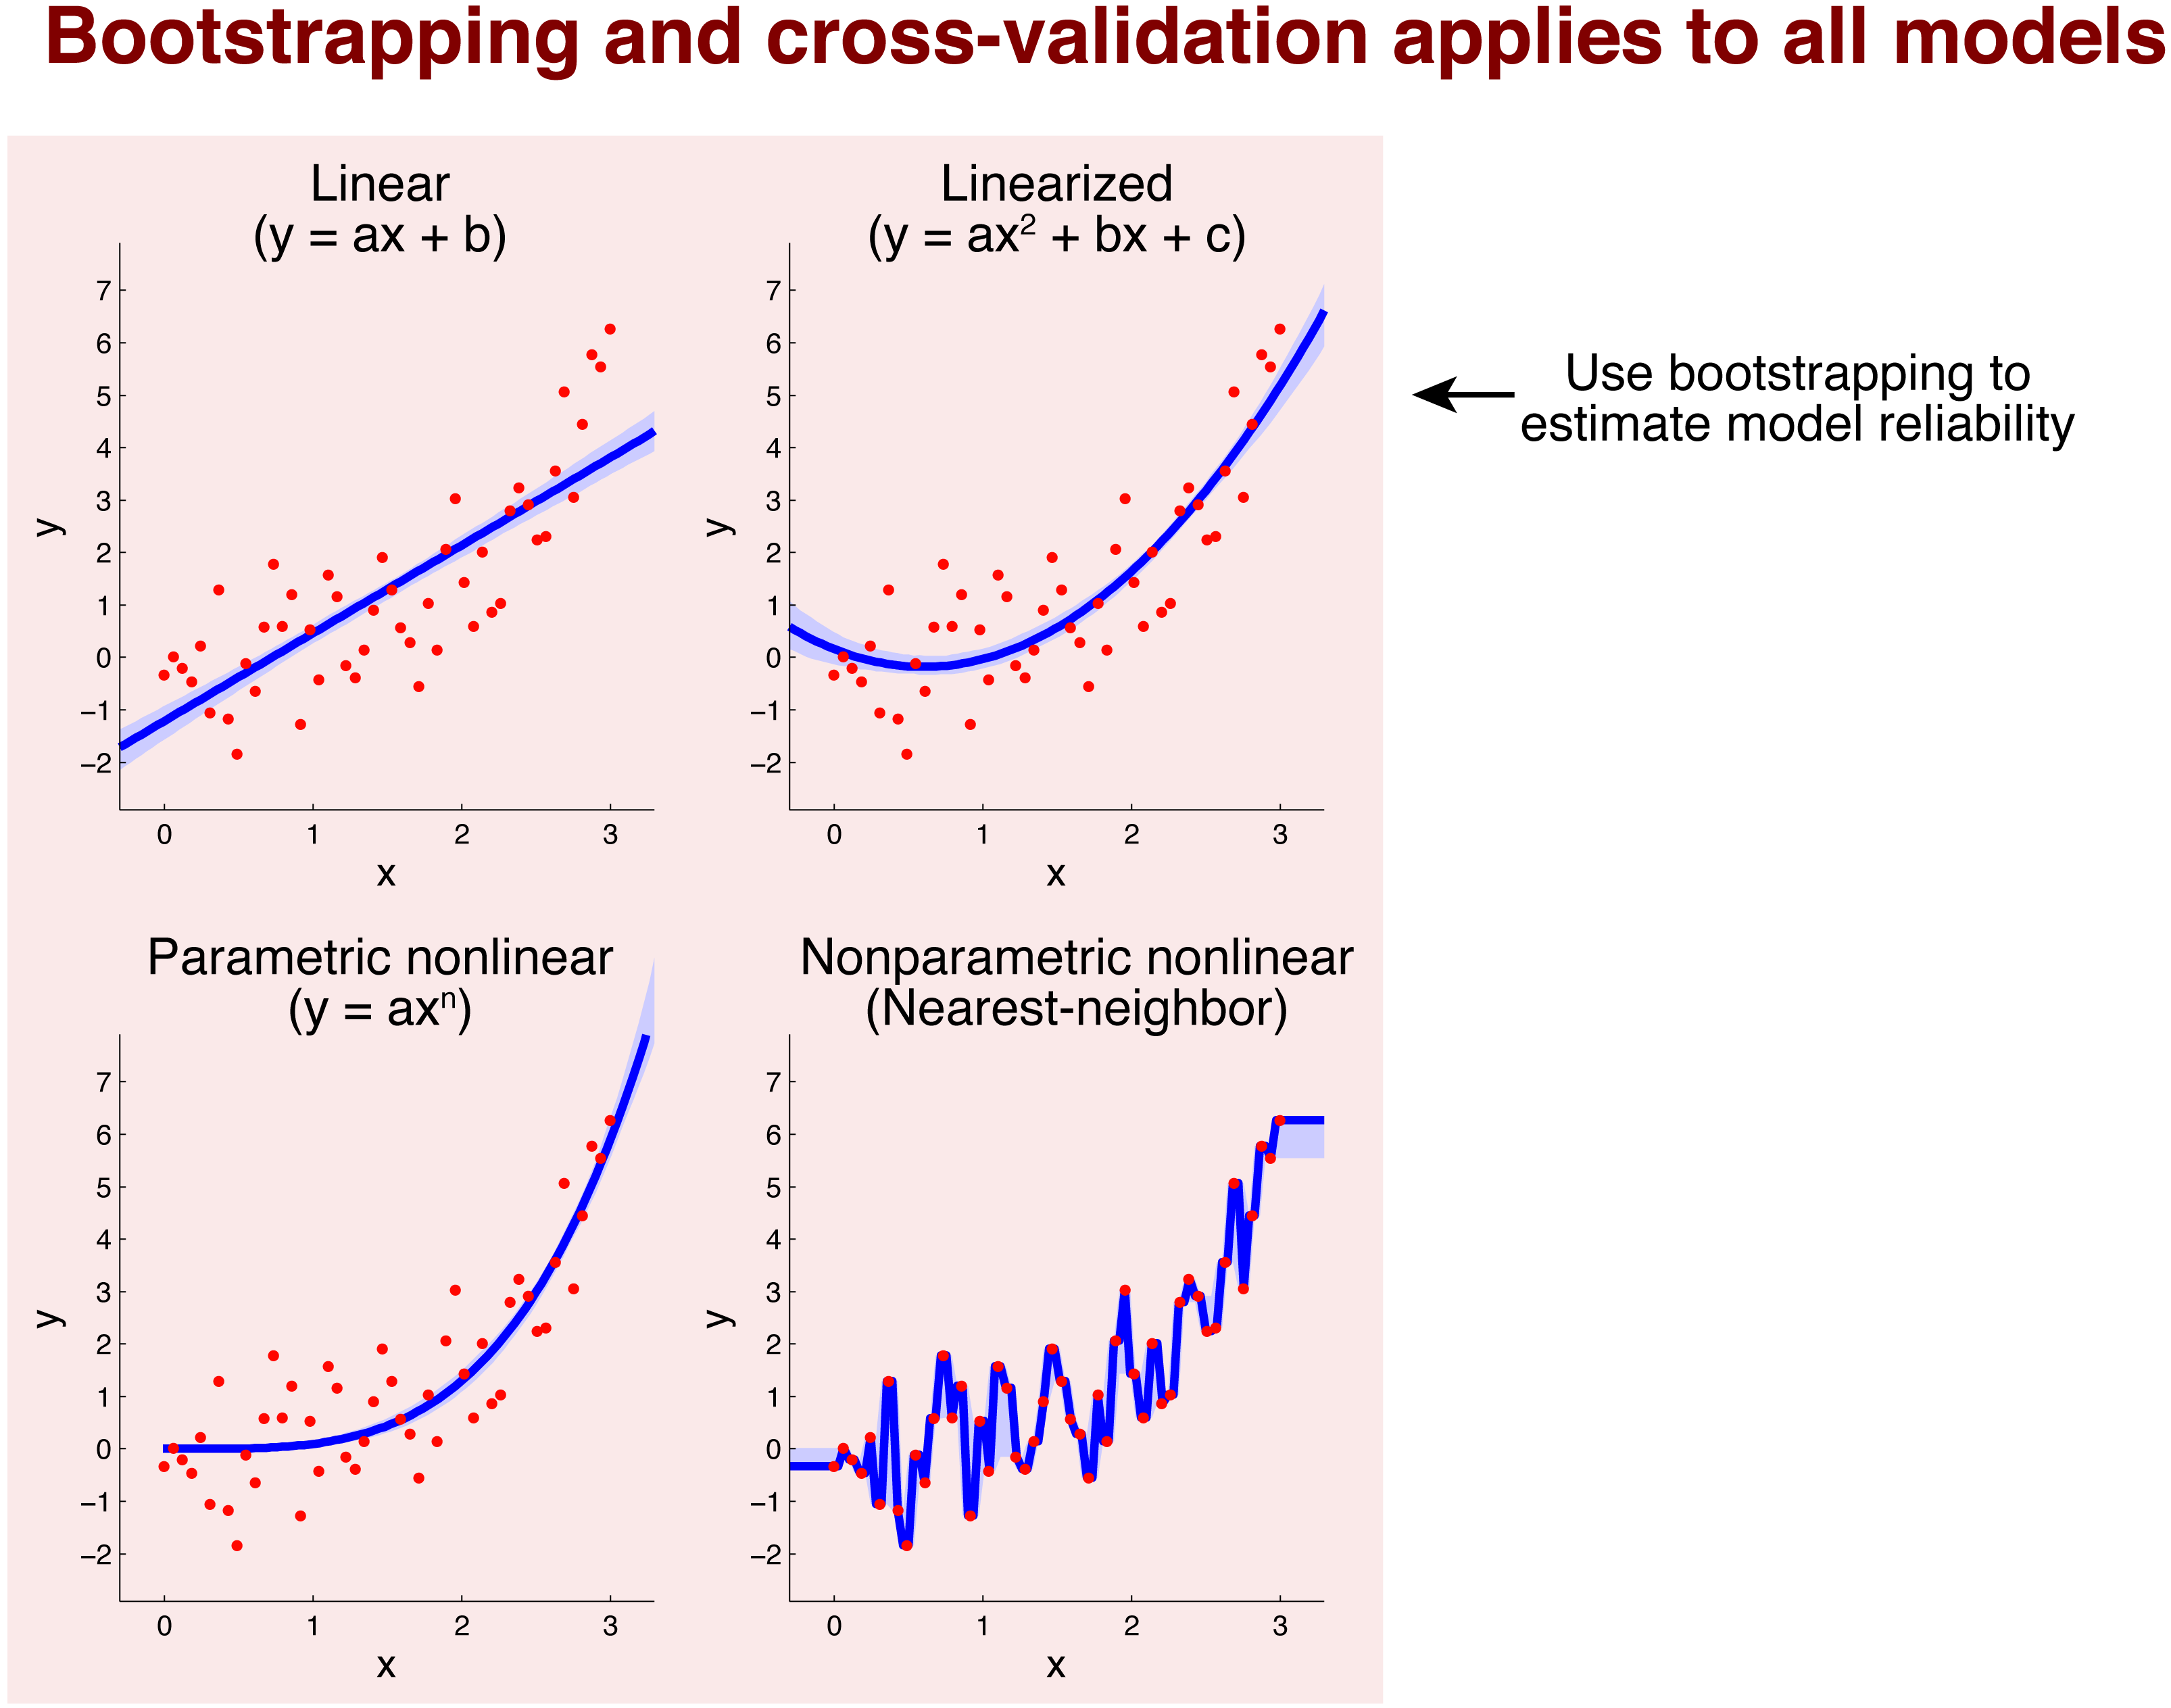 Bootstrapping and cross-validation applies to all models
Linear
(y = ax + b)
7
6
5
4
3
2
1
0
−1
−2
y
0 1 2 3
x
Linearized
(y = ax² + bx + c)
7
6
5
4
3
2
1
0
−1
−2
y
0 1 2 3
x
Use bootstrapping to
estimate model reliability
Parametric nonlinear
(y = axⁿ)
7
6
5
4
3
2
1
0
−1
−2
y
0 1 2 3
x
Nonparametric nonlinear
(Nearest-neighbor)
7
6
5
4
3
2
1
0
−1
−2
y
0 1 2 3
x